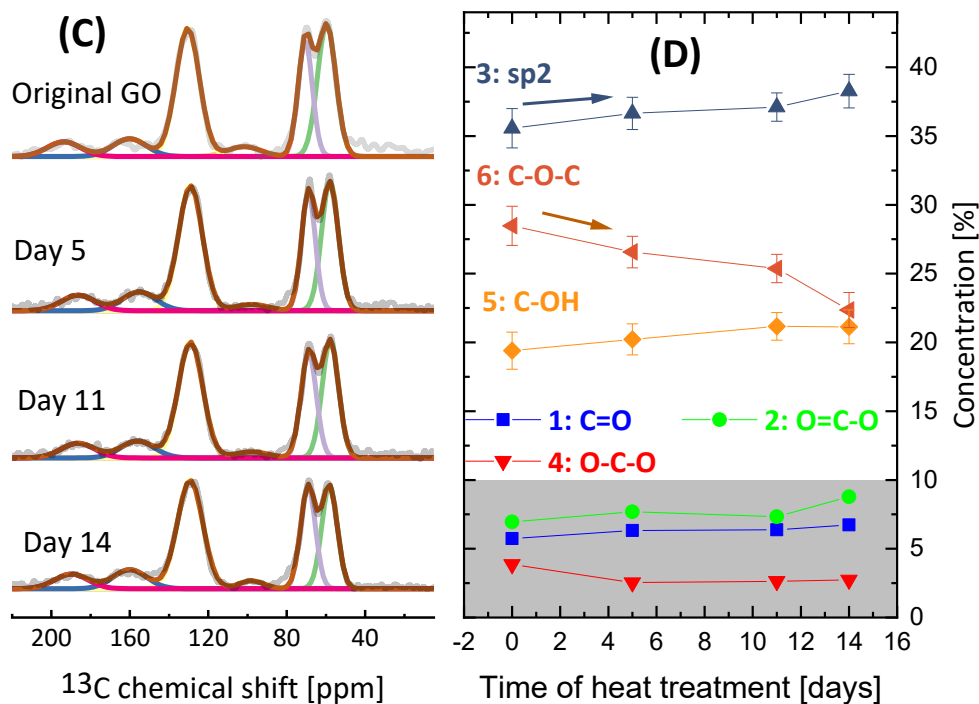 (C)
Original GO
Day 5
Day 11
Day 14
200 160 120 80 40
13C chemical shift [ppm]
(D)
3: sp2
6: C-O-C
5: C-OH
1: C=O 2: O=C-O
4: O-C-O
40
35
30
25
20
15
10
5
0
-2 0 2 4 6 8 10 12 14 16
Time of heat treatment [days]
Concentration [%]